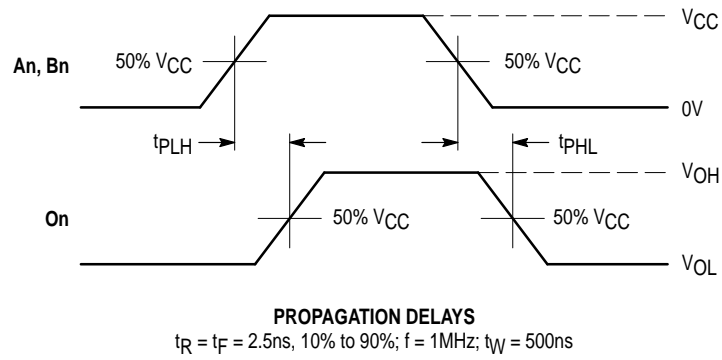 VCC
An, Bn
50% VCC
50% VCC
0V
tPLH
tPHL
VOH
On
50% VCC
50% VCC
VOL
PROPAGATION DELAYS
tR = tF = 2.5ns, 10% to 90%; f = 1MHz; tW = 500ns